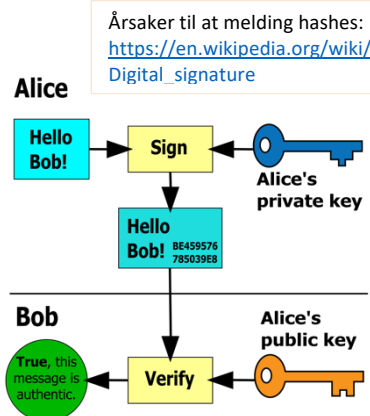 Årsaker til at melding hashes:
https://en.wikipedia.org/wiki/
Digital_signature
Alice
Hello
Bob!
Sign
Alice's
private key
Hello
Bob! BE459576
785039E8
Bob
Alice's
public key
True, this
message is
authentic.
Verify